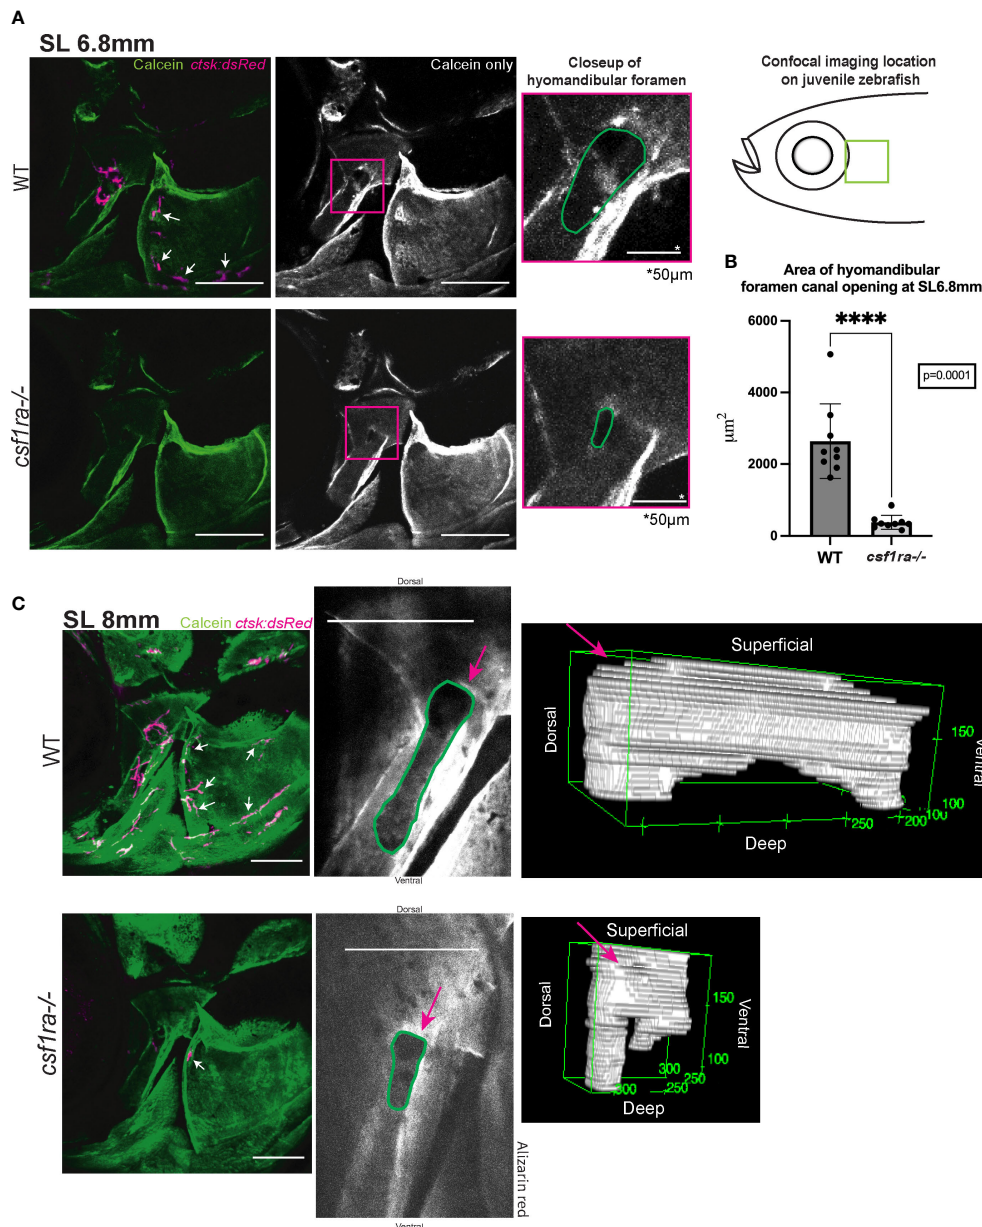 A
SL 6.8mm
Calcein ctsk:dsRed
Calcein only
Closeup of
hyomandibular foramen
Confocal imaging location
on juvenile zebrafish
WT
*
*50µm
csf1ra-/-
*
*50µm
B
Area of hyomandibular
foramen canal opening at SL6.8mm
6000
4000
2000
0
µm2
****
p=0.0001
WT
csf1ra-/-
C
SL 8mm
Calcein ctsk:dsRed
WT
Dorsal
Ventral
Superficial
Dorsal
Ventral
Deep
150
100
100
200
250
csf1ra-/-
Dorsal
Ventral
Alizarin red
Superficial
Dorsal
Ventral
Deep
150
100
300
250
300
250